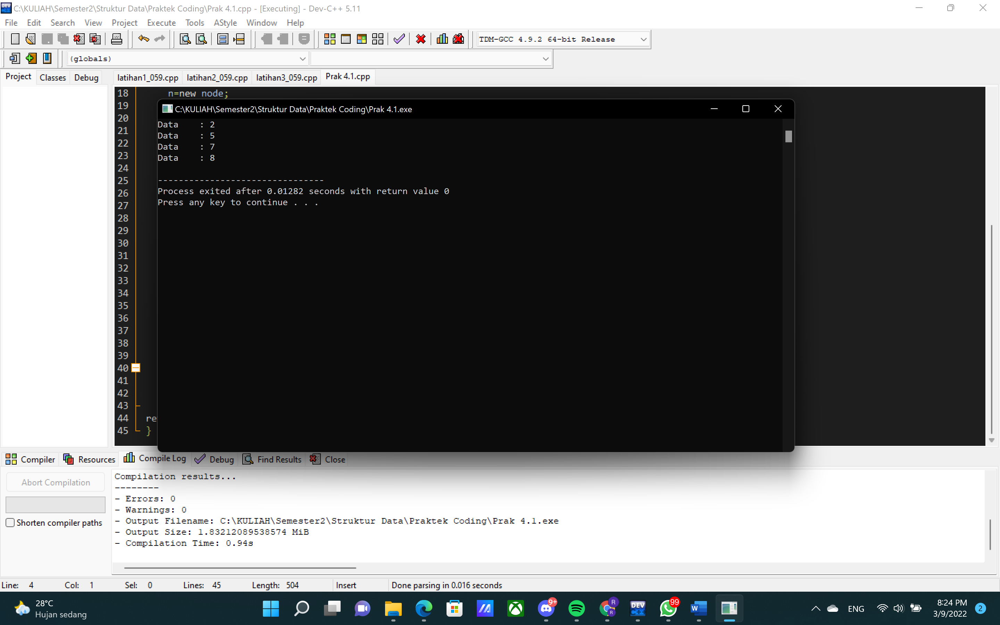 C:\KULIAH\Semester2\Struktur Data\Praktek Coding\Prak 4.1.cpp - [Executing] - Dev-C++ 5.11
File Edit Search View Project Execute Tools AStyle Window Help
TDM-GCC 4.9.2 64-bit Release
(globals)
Project Classes Debug latihan1_059.cpp latihan2_059.cpp latihan3_059.cpp Prak 4.1.cpp
18 n=new node;
19
C:\KULIAH\Semester2\Struktur Data\Praktek Coding\Prak 4.1.exe
20
Data : 2
21
Data : 5
22
Data : 7
23
Data : 8
24
25
--------------------------------
26
Process exited after 0.01282 seconds with return value 0
27
Press any key to continue . . .
28
29
30
31
32
33
34
35
36
37
38
39
40
41
42
43
44 re
45 }
Compiler Resources Compile Log Debug Find Results Close
Abort Compilation
Shorten compiler paths
Compilation results...
--------
- Errors: 0
- Warnings: 0
- Output Filename: C:\KULIAH\Semester2\Struktur Data\Praktek Coding\Prak 4.1.exe
- Output Size: 1.83212089538574 MiB
- Compilation Time: 0.94s
Line: 4 Col: 1 Sel: 0 Lines: 45 Length: 504 Insert Done parsing in 0.016 seconds
28°C
Hujan sedang
9+
R
R
DEV C++
99
W
ENG
8:24 PM
3/9/2022
2